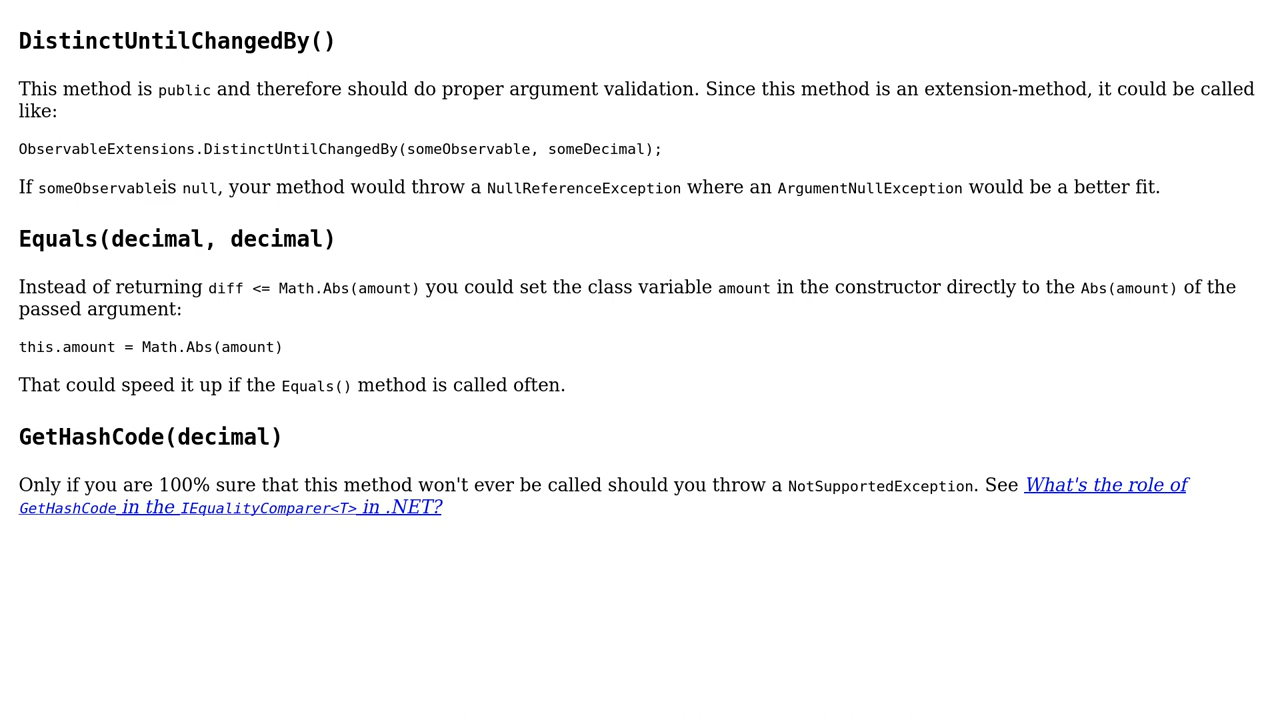 DistinctUntilChangedBy()
This method is public and therefore should do proper argument validation. Since this method is an extension-method, it could be called
like:
ObservableExtensions.DistinctUntilChangedBy(someObservable, someDecimal);
If someObservableis null, your method would throw a NullReferenceException where an ArgumentNullException would be a better fit.
Equals(decimal, decimal)
Instead of returning diff <= Math.Abs(amount) you could set the class variable amount in the constructor directly to the Abs(amount) of the
passed argument:
this.amount = Math.Abs(amount)
That could speed it up if the Equals() method is called often.
GetHashCode(decimal)
Only if you are 100% sure that this method won't ever be called should you throw a NotSupportedException. See What's the role of
GetHashCode in the IEqualityComparer<T> in .NET?